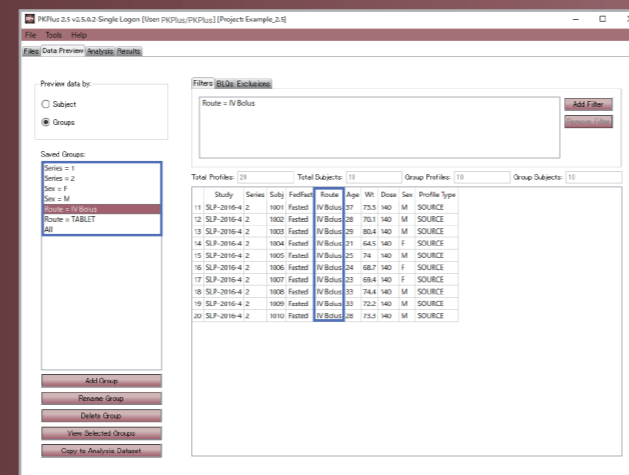 PKPlus 2.5 v2.5.0.2-Single Logon [User: PKPlus/PKPlus] [Project: Example_2.5]
File Tools Help
Files Data Preview Analysis Results
Preview data by:
Subject
Groups
Saved Groups:
Series = 1
Series = 2
Sex = F
Sex = M
Route = IV Bolus
Route = TABLET
All
Add Group
Rename Group
Delete Group
View Selected Groups
Copy to Analysis Dataset
Filters BLQs Exclusions
Route = IV Bolus
Add Filter
Remove Filter
Total Profiles: 20 Total Subjects: 10 Group Profiles: 10 Group Subjects: 10
Study Series Subj FedFast Route Age Wt Dose Sex Profile Type
11 SLP-2016-4 2 1001 Fasted IV Bolus 37 73.5 140 M SOURCE
12 SLP-2016-4 2 1002 Fasted IV Bolus 28 70.1 140 M SOURCE
13 SLP-2016-4 2 1003 Fasted IV Bolus 29 80.4 140 M SOURCE
14 SLP-2016-4 2 1004 Fasted IV Bolus 21 64.5 140 F SOURCE
15 SLP-2016-4 2 1005 Fasted IV Bolus 25 74 140 M SOURCE
16 SLP-2016-4 2 1006 Fasted IV Bolus 24 68.7 140 F SOURCE
17 SLP-2016-4 2 1007 Fasted IV Bolus 23 69.4 140 F SOURCE
18 SLP-2016-4 2 1008 Fasted IV Bolus 33 74.4 140 M SOURCE
19 SLP-2016-4 2 1009 Fasted IV Bolus 33 72.2 140 M SOURCE
20 SLP-2016-4 2 1010 Fasted IV Bolus 28 73.3 140 M SOURCE